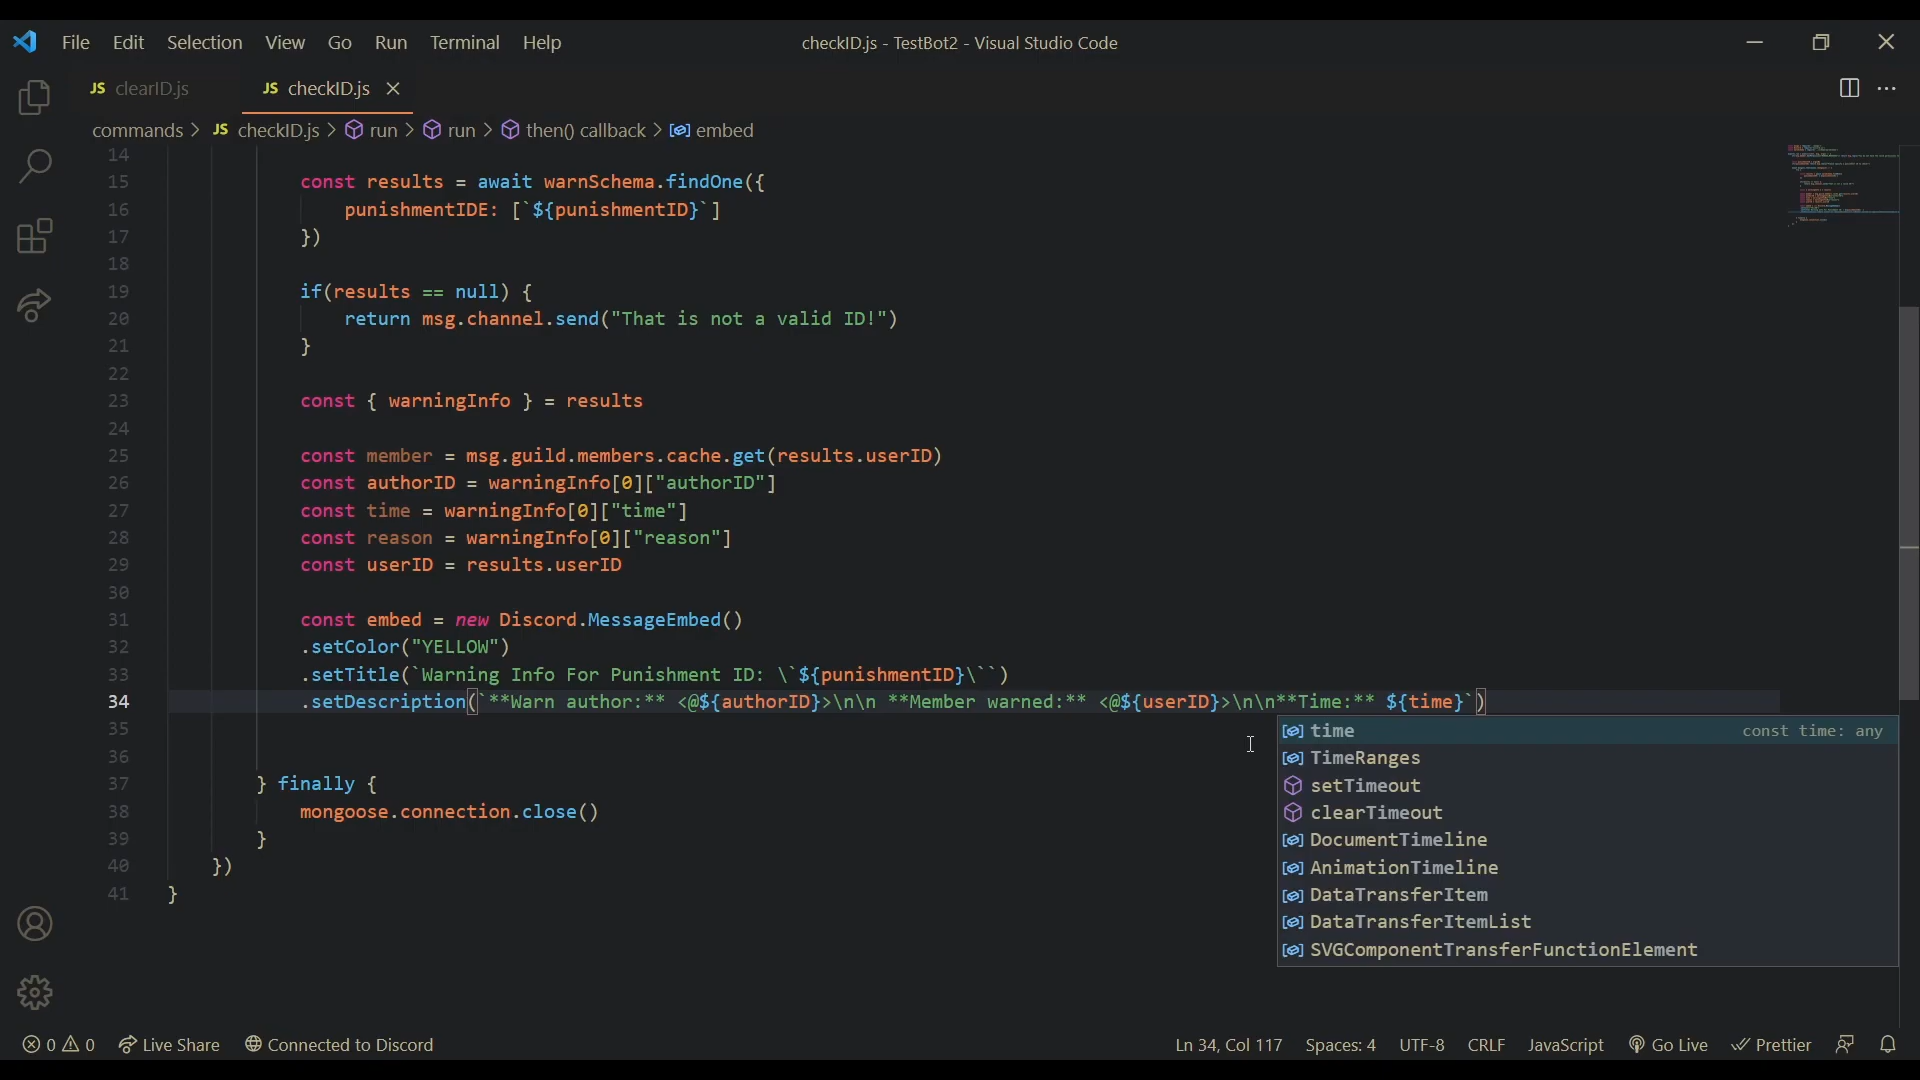 File Edit Selection View Go Run Terminal Help checkID.js - TestBot2 - Visual Studio Code
JS clearID.js JS checkID.js
commands > JS checkID.js > run > run > then() callback > embed
14
15 const results = await warnSchema.findOne({
16 punishmentIDE: [`${punishmentID}`]
17 })
18
19 if(results == null) {
20 return msg.channel.send("That is not a valid ID!")
21 }
22
23 const { warningInfo } = results
24
25 const member = msg.guild.members.cache.get(results.userID)
26 const authorID = warningInfo[0]["authorID"]
27 const time = warningInfo[0]["time"]
28 const reason = warningInfo[0]["reason"]
29 const userID = results.userID
30
31 const embed = new Discord.MessageEmbed()
32 .setColor("YELLOW")
33 .setTitle(`Warning Info For Punishment ID: \`${punishmentID}\``)
34 .setDescription(`**Warn author:** <@${authorID}>\n\n **Member warned:** <@${userID}>\n\n**Time:** ${time}`)
35
36
37 } finally {
38 mongoose.connection.close()
39 }
40 })
41 }
time const time: any
TimeRanges
setTimeout
clearTimeout
DocumentTimeline
AnimationTimeline
DataTransferItem
DataTransferItemList
SVGComponentTransferFunctionElement
0 0 Live Share Connected to Discord Ln 34, Col 117 Spaces: 4 UTF-8 CRLF JavaScript Go Live Prettier